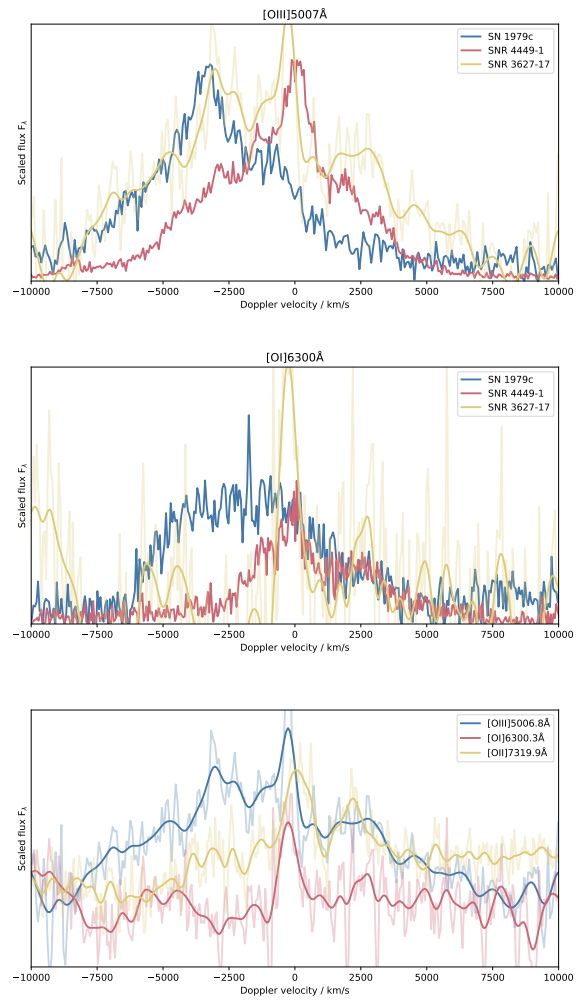 [OIII]5007Å
Scaled flux Fλ
SN 1979c
SNR 4449-1
SNR 3627-17
−10000 −7500 −5000 −2500 0 2500 5000 7500 10000
Doppler velocity / km/s
[OI]6300Å
Scaled flux Fλ
SN 1979c
SNR 4449-1
SNR 3627-17
−10000 −7500 −5000 −2500 0 2500 5000 7500 10000
Doppler velocity / km/s
Scaled flux Fλ
[OIII]5006.8Å
[OI]6300.3Å
[OII]7319.9Å
−10000 −7500 −5000 −2500 0 2500 5000 7500 10000
Doppler velocity / km/s